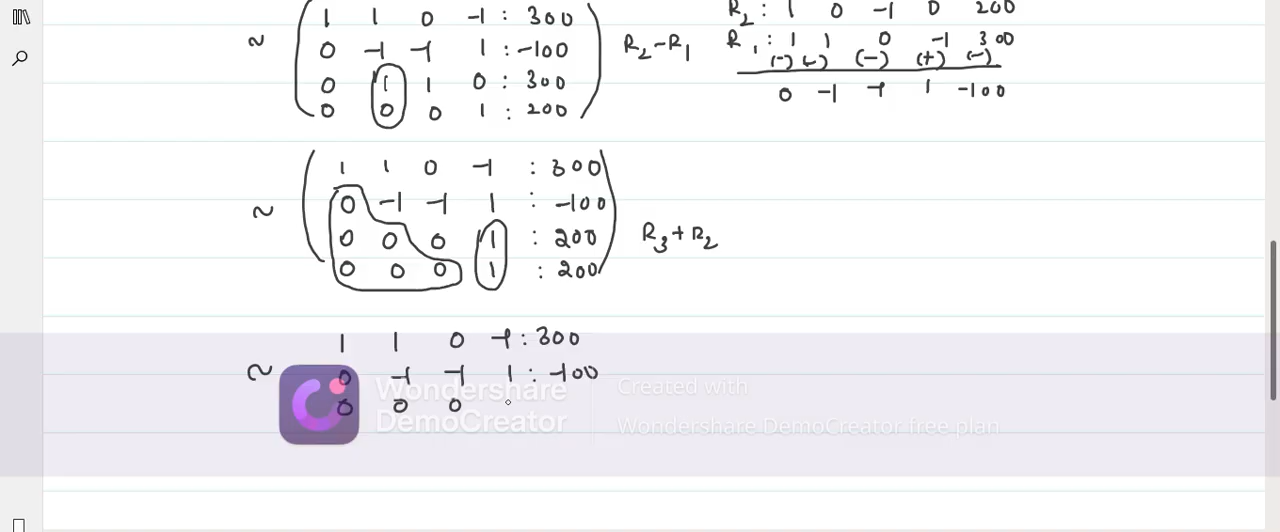 R₂ : 1 0 -1 0 200
1 1 0 -1 : 300
~ 0 -1 -1 1 : -100 R₂-R₁
R₁ : 1 1 0 -1 300
(-) (-) (-) (+) (-)
0 1 1 0 : 300
0 -1 -1 1 -100
0 0 0 1 : 200
1 1 0 -1 : 300
~ 0 -1 -1 1 : -100
0 0 0 1 : 200 R₃+R₂
0 0 0 1 : 200
1 1 0 -1 : 300
~ 0 -1 -1 1 : -100
0 0 0
Wondershare
DemoCreator
Created with
Wondershare DemoCreator free plan